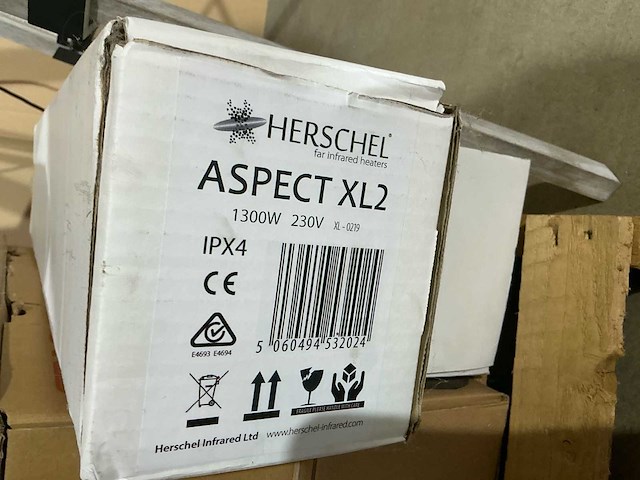 HERSCHEL®
far infrared heaters
ASPECT XL2
1300W 230V XL-0219
IPX4
CE
5 060494 532024
E4693 E4694
FRAGILE PLEASE HANDLE WITH CARE
Herschel Infrared Ltd www.herschel-infrared.com